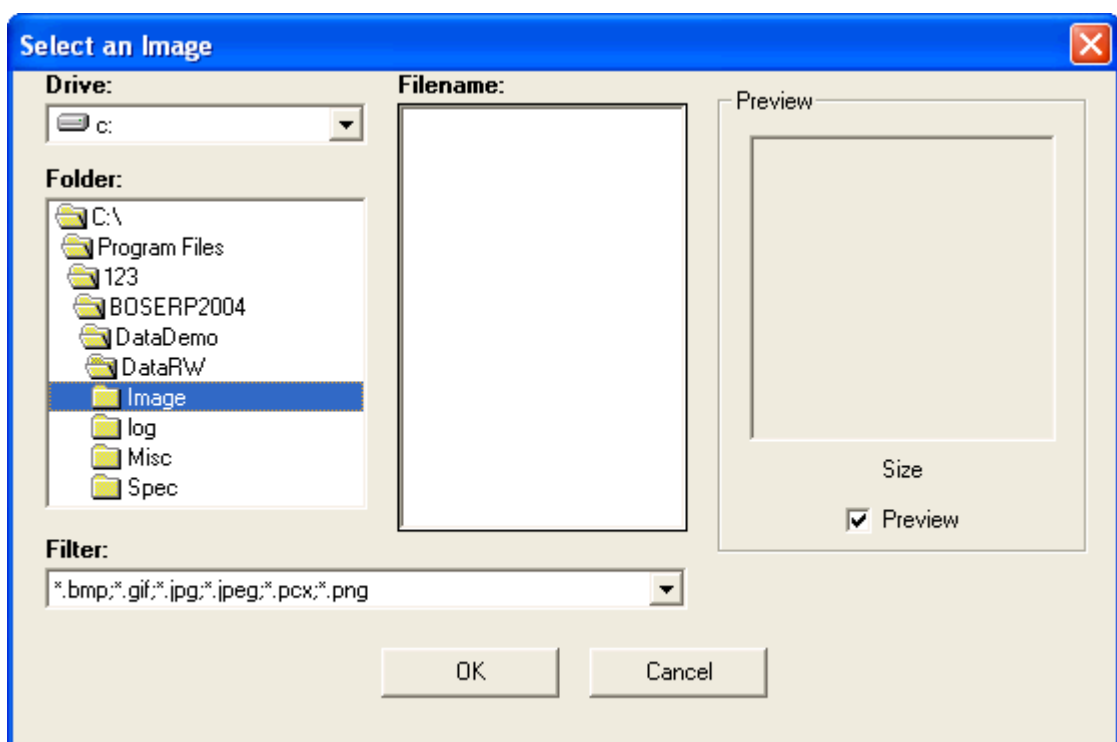 Select an Image
Drive:
c:
Folder:
C:\
Program Files
123
BOSERP2004
DataDemo
DataRW
Image
log
Misc
Spec
Filename:
Preview
Size
Preview
Filter:
*.bmp;*.gif;*.jpg;*.jpeg;*.pcx;*.png
OK
Cancel